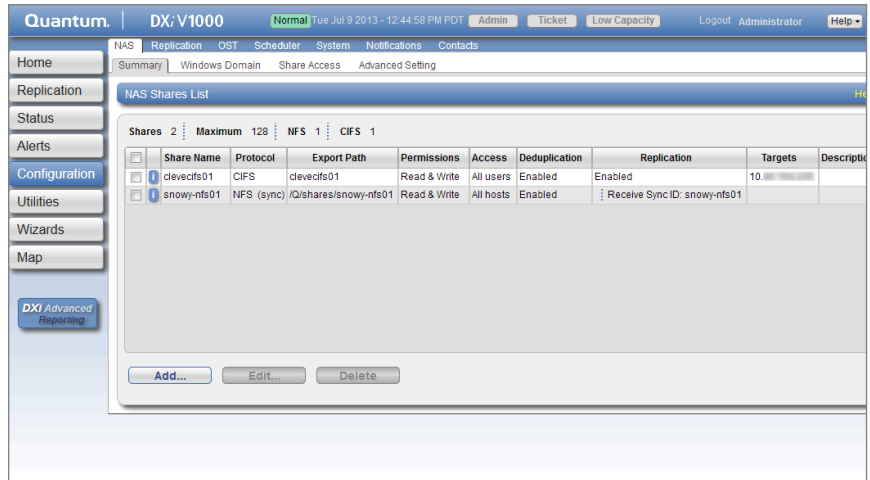 Quantum. DXi V1000 Normal Tue Jul 9 2013 - 12:44:58 PM PDT Admin Ticket Low Capacity Logout Administrator Help
NAS Replication OST Scheduler System Notifications Contacts
Summary Windows Domain Share Access Advanced Setting
Home
Replication
Status
Alerts
Configuration
Utilities
Wizards
Map
DXi Advanced
Reporting
NAS Shares List
Shares 2 Maximum 128 NFS 1 CIFS 1
Share Name Protocol Export Path Permissions Access Deduplication Replication Targets
clevecifs01 CIFS clevecifs01 Read & Write All users Enabled Enabled 10.
snowy-nfs01 NFS (sync) /Q/shares/snowy-nfs01 Read & Write All hosts Enabled Receive Sync ID: snowy-nfs01
Add... Edit... Delete